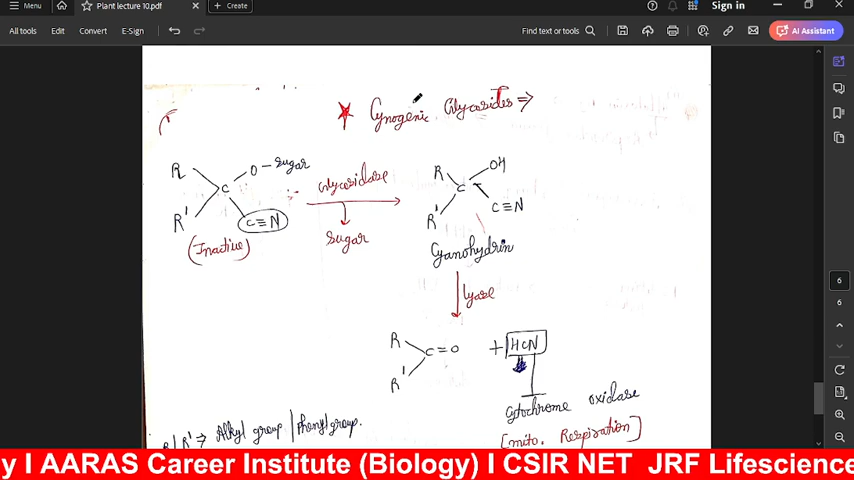 Menu
Plant lecture 10.pdf
+ Create
Sign in
All tools Edit Convert E-Sign
Find text or tools
AI Assistant
Cynogenic Glycosides ⇒
R
O - Sugar
C
R'
C≡N
(Inactive)
Glycosidase
Sugar
R
OH
C
R'
C≡N
Cyanohydrin
lyase
R
C=O
R'
+ HCN
Cytochrome oxidase
[mito. Respiration]
R/R' ⇒ Alkyl group | Phenyl group.
6
6
y I AARAS Career Institute (Biology) I CSIR NET JRF Lifescience